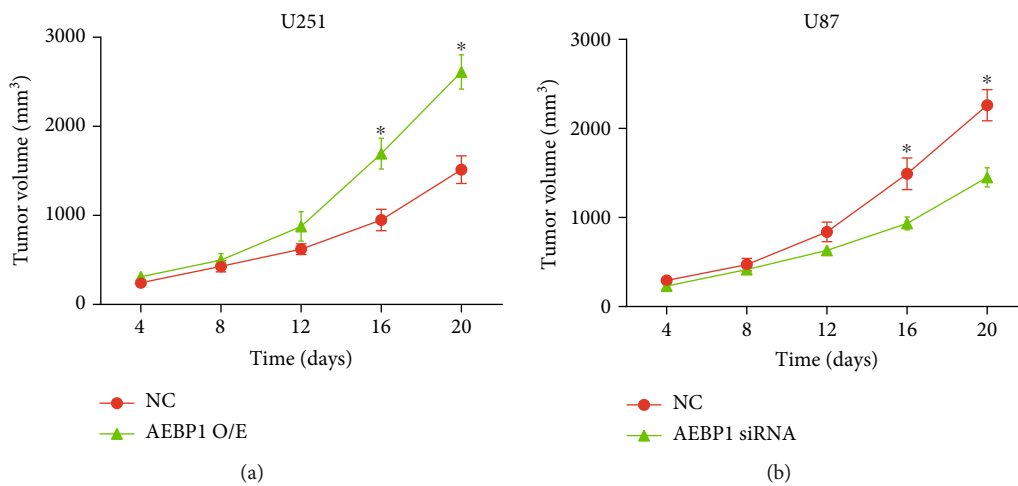 U251
Tumor volume (mm³)
3000
2000
1000
0
*
*
4 8 12 16 20
Time (days)
NC
AEBP1 O/E
(a)
U87
Tumor volume (mm³)
3000
2000
1000
0
*
*
4 8 12 16 20
Time (days)
NC
AEBP1 siRNA
(b)